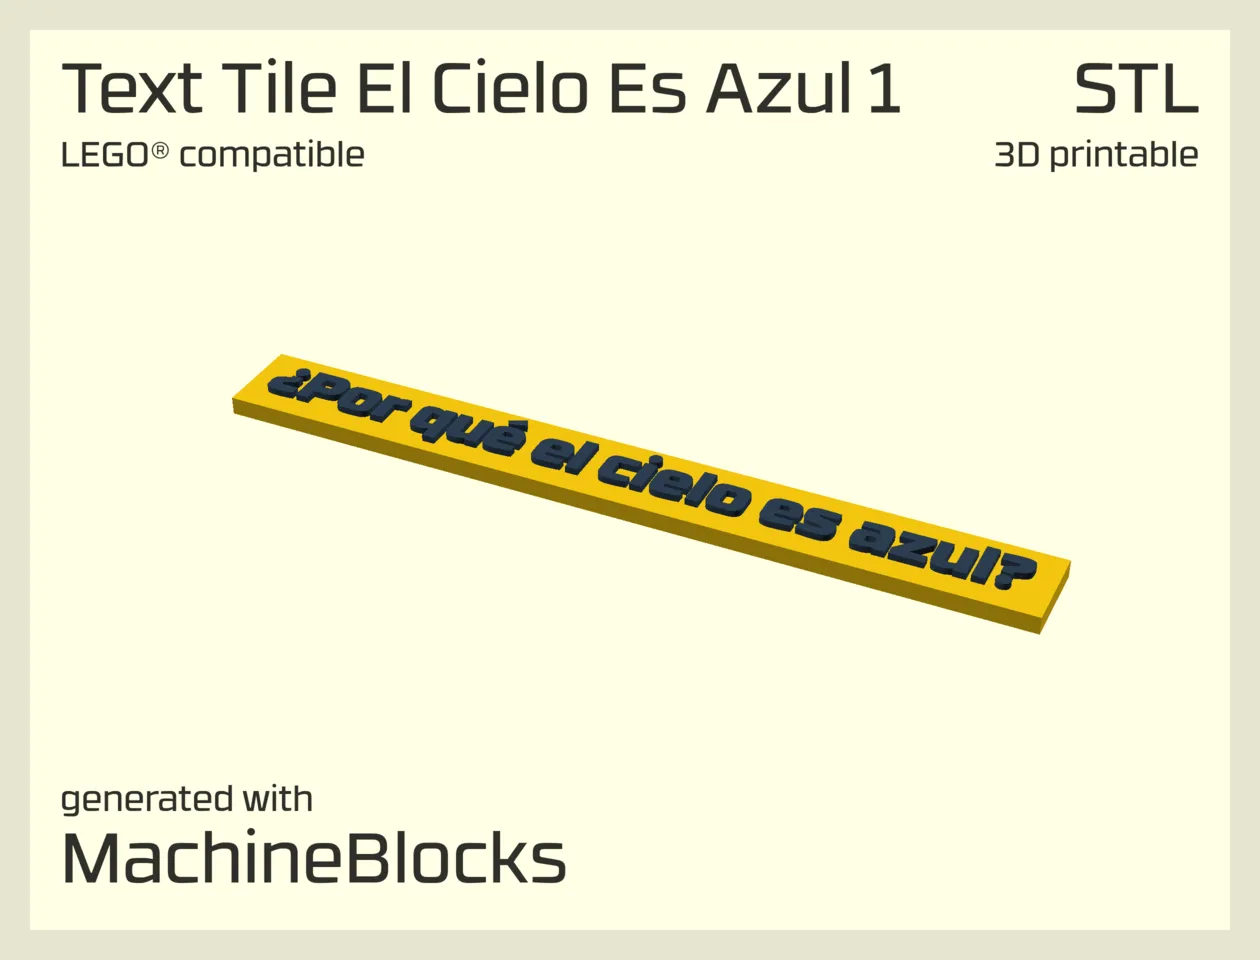 Text Tile El Cielo Es Azul 1
STL
LEGO® compatible
3D printable
¿Por qué el cielo es azul?
generated with
MachineBlocks